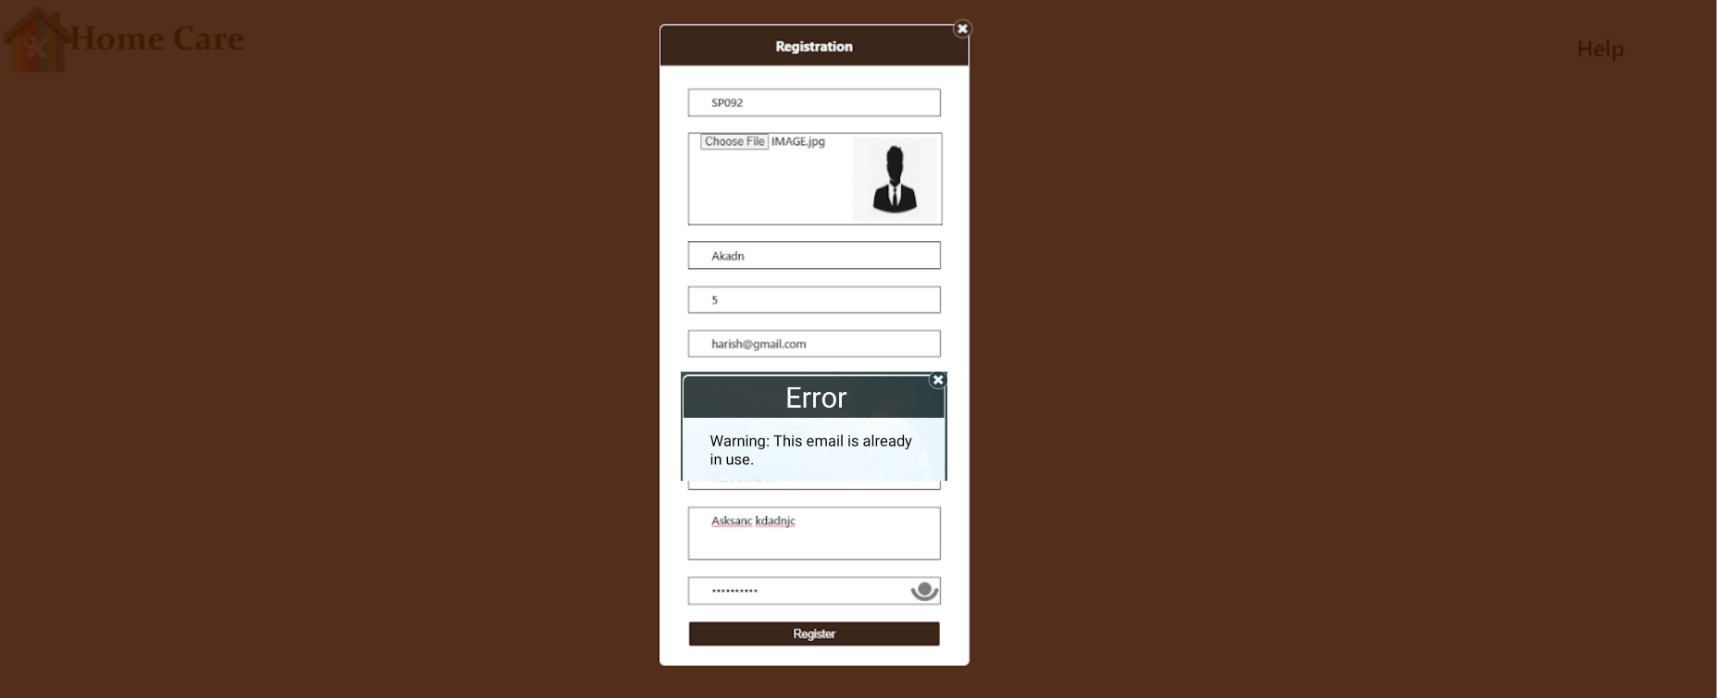 Home Care
Help
Registration
SP092
Choose File IMAGE.jpg
Akadn
5
harish@gmail.com
Error
Warning: This email is already
in use.
Asksanc kdadnjc
••••••••••
Register